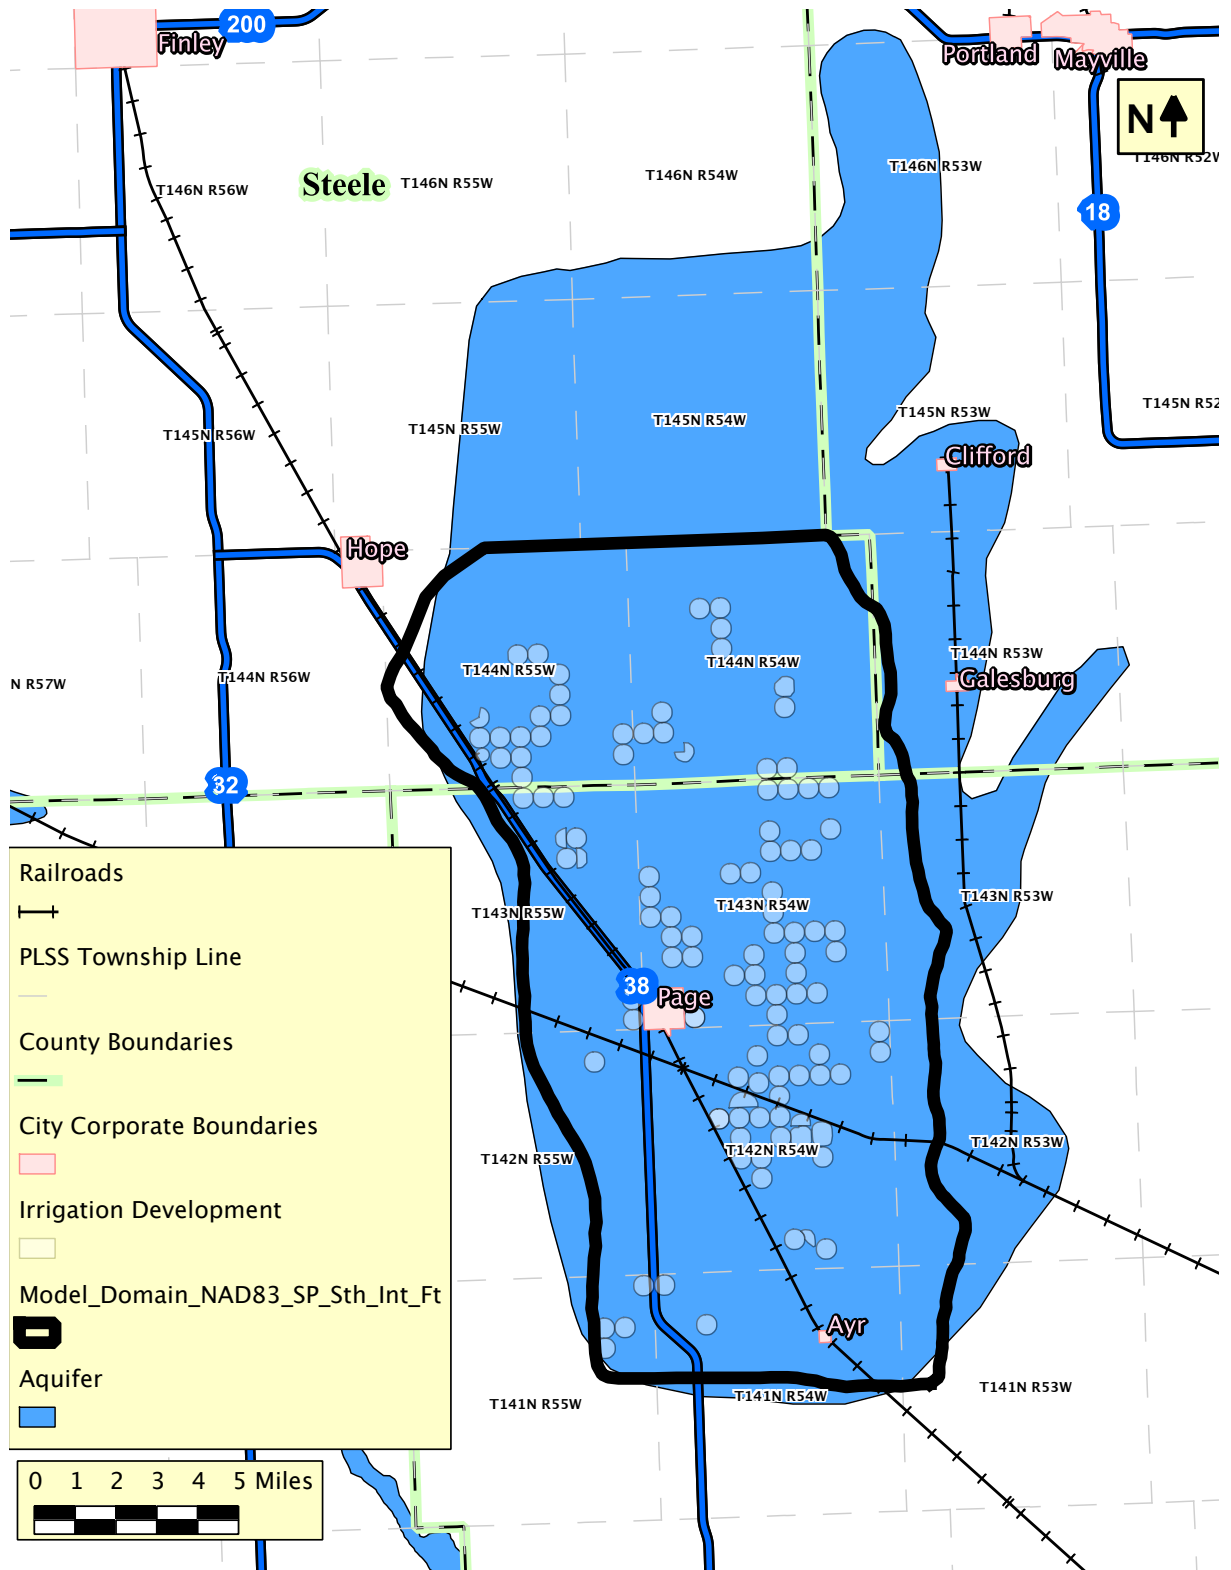 200
Finley
Portland
Mayville
N
T146N R52W
T146N R56W
Steele
T146N R55W
T146N R54W
T146N R53W
18
T145N R56W
T145N R55W
T145N R54W
T145N R53W
T145N R52
Clifford
Hope
N R57W
T144N R56W
T144N R55W
T144N R54W
T144N R53W
Galesburg
32
T143N R55W
T143N R54W
T143N R53W
38
Page
T142N R55W
T142N R54W
T142N R53W
Ayr
T141N R55W
T141N R54W
T141N R53W
Railroads
PLSS Township Line
County Boundaries
City Corporate Boundaries
Irrigation Development
Model_Domain_NAD83_SP_Sth_Int_Ft
Aquifer
0 1 2 3 4 5 Miles